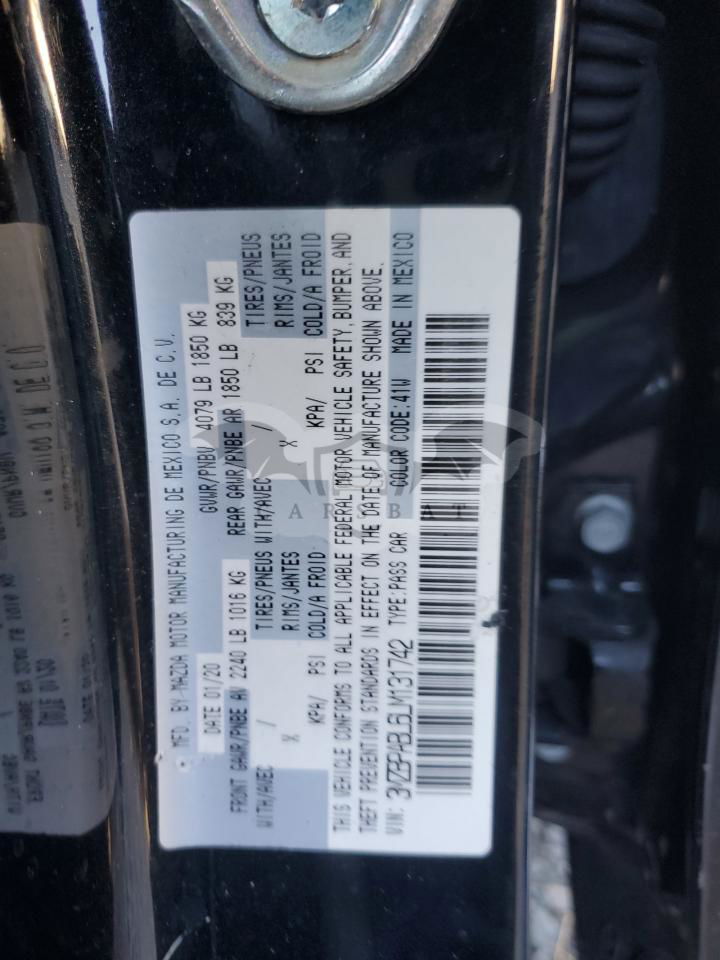 MFD. BY MAZDA MOTOR MANUFACTURING DE MEXICO S.A. DE C.V.
DATE 01/20 GVWR/PNBV 4079 LB 1850 KG
FRONT GAWR/PNBE AV 2240 LB 1016 KG REAR GAWR/PNBE AR 1850 LB 839 KG
WITH/AVEC / TIRES/PNEUS WITH/AVEC / TIRES/PNEUS
X RIMS/JANTES X RIMS/JANTES
KPA/ PSI COLD/A FROID KPA/ PSI COLD/A FROID
THIS VEHICLE CONFORMS TO ALL APPLICABLE FEDERAL MOTOR VEHICLE SAFETY, BUMPER, AND
THEFT PREVENTION STANDARDS IN EFFECT ON THE DATE OF MANUFACTURE SHOWN ABOVE.
VIN: 3MZBPABL6LM131742 TYPE:PASS CAR COLOR CODE:41W MADE IN MEXICO
ARSBAT